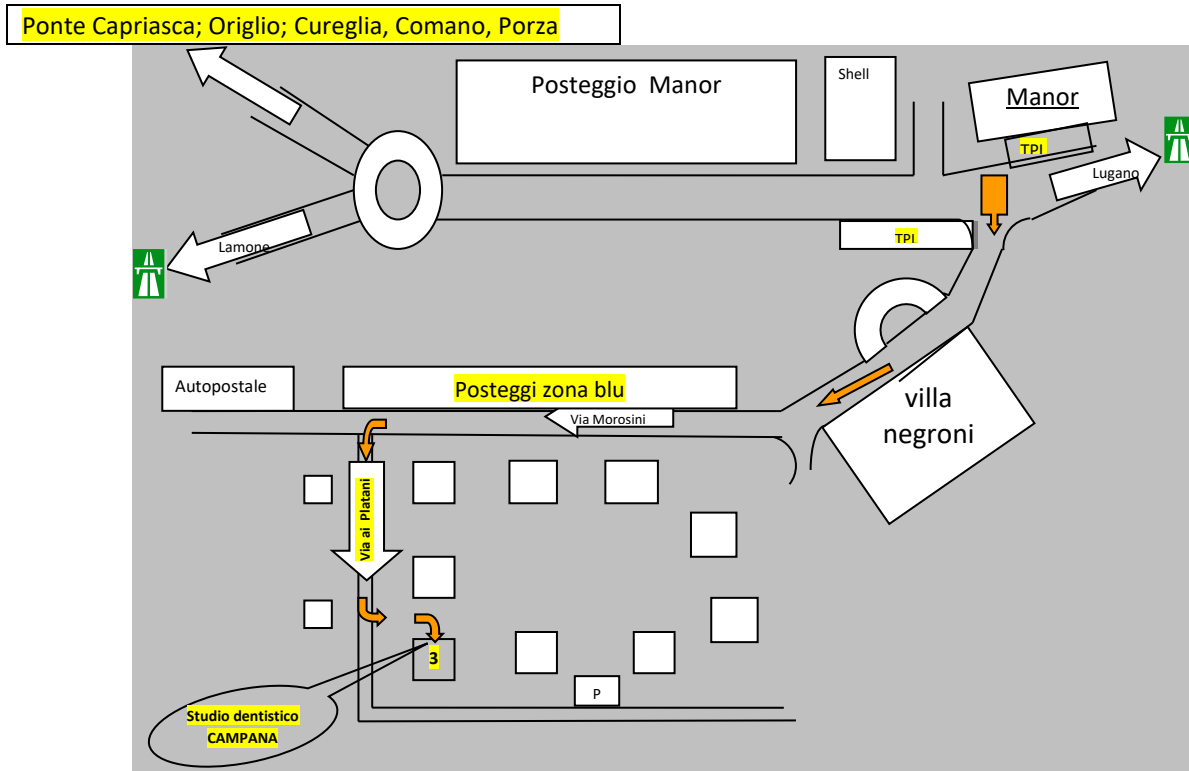 Ponte Capriasca; Origlio; Cureglia, Comano, Porza
Posteggio Manor
Shell
Manor
TPI
Lugano
Lamone
TPI
Autopostale
Posteggi zona blu
Via Morosini
villa
negroni
Via ai Platani
3
P
Studio dentistico
CAMPANA